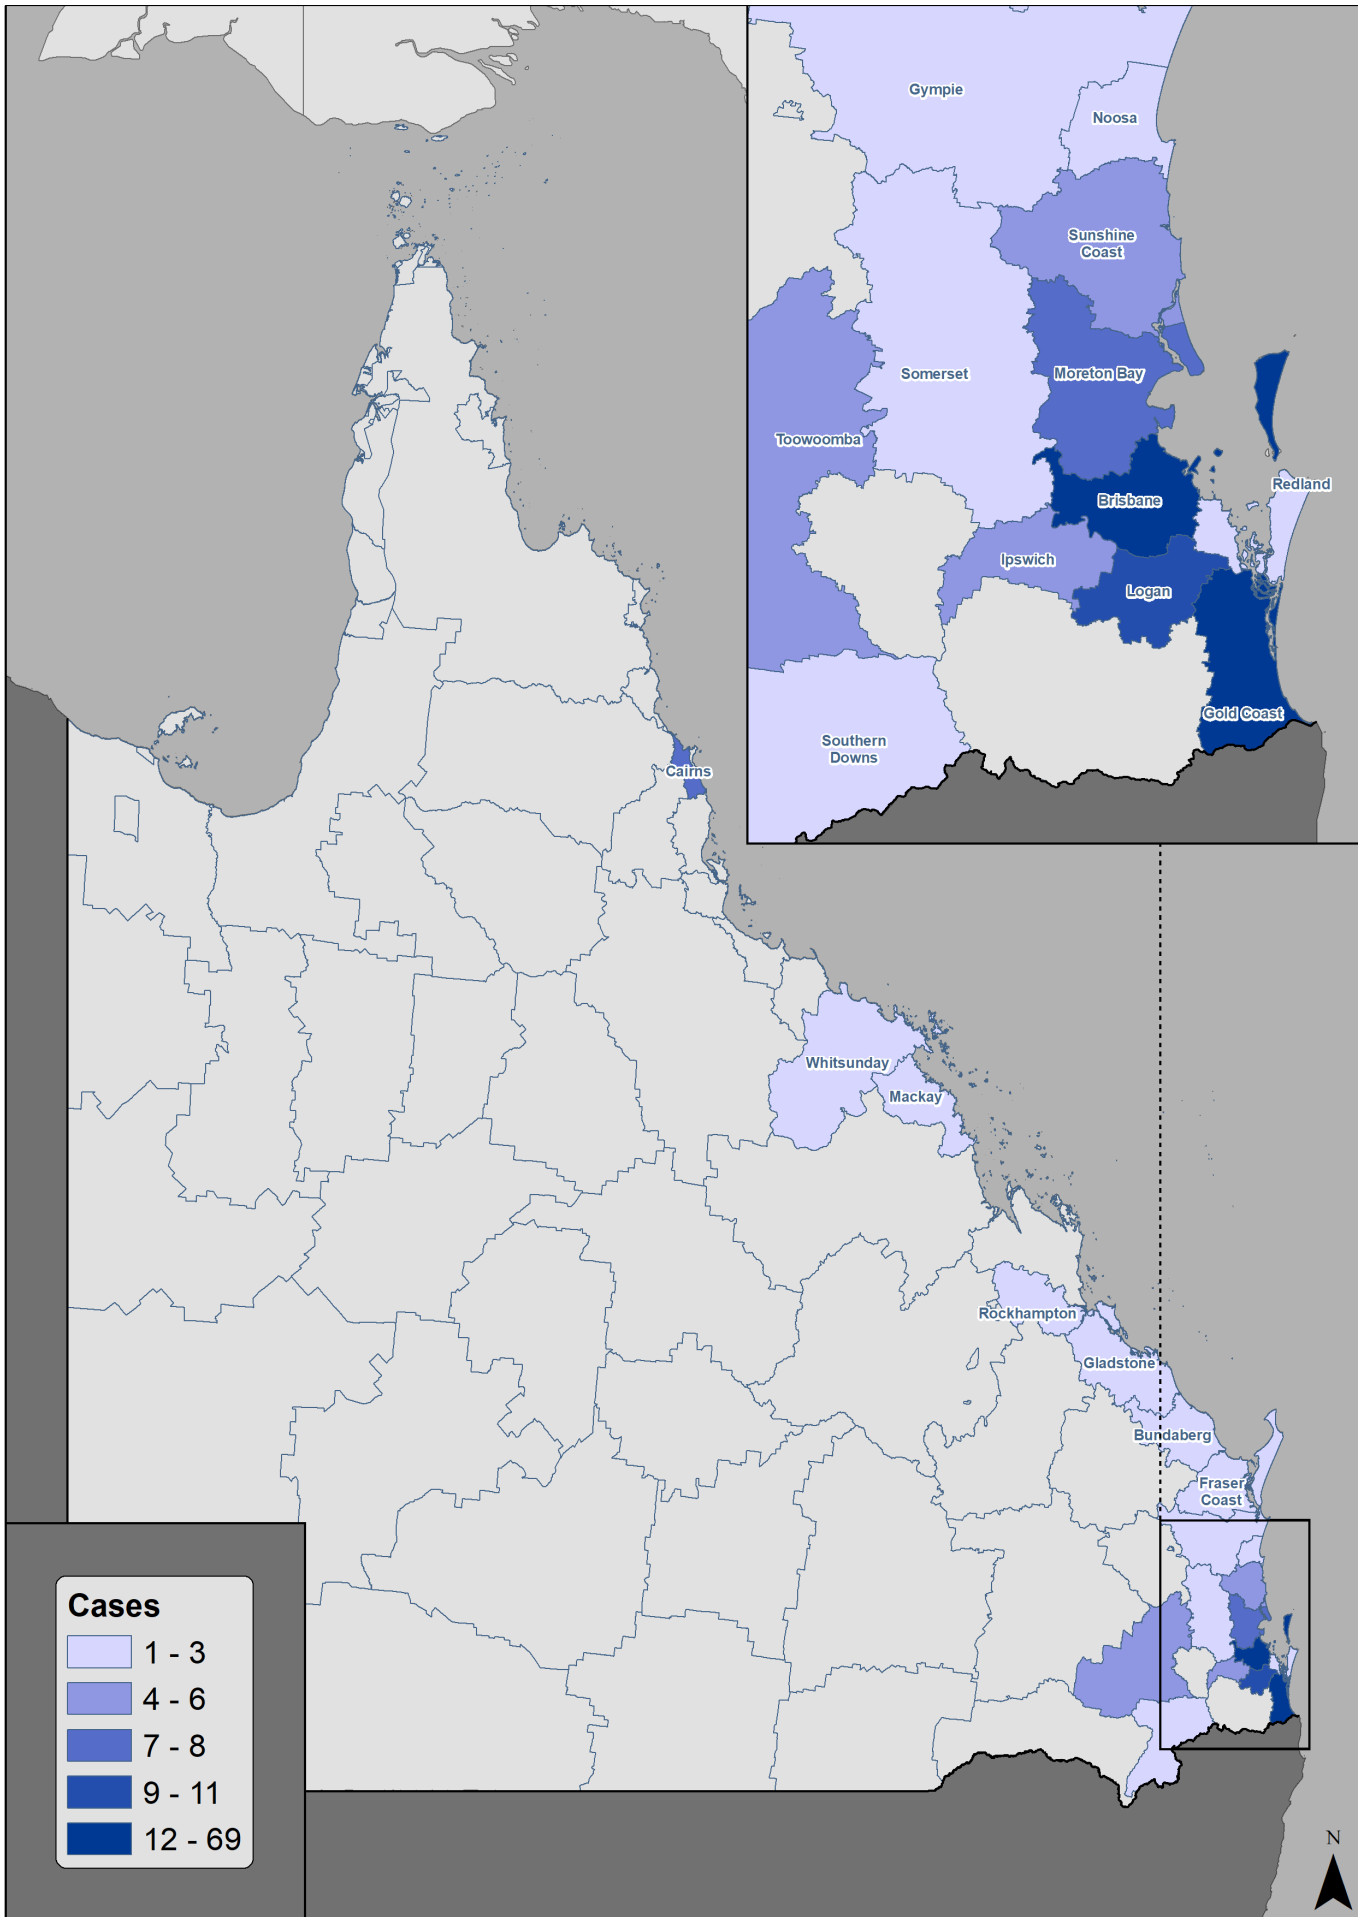 Gympie
Noosa
Sunshine
Coast
Somerset
Moreton Bay
Toowoomba
Redland
Brisbane
Ipswich
Logan
Gold Coast
Southern
Downs
Cairns
Whitsunday
Mackay
Rockhampton
Gladstone
Bundaberg
Fraser
Coast
Cases
1 - 3
4 - 6
7 - 8
9 - 11
12 - 69
N